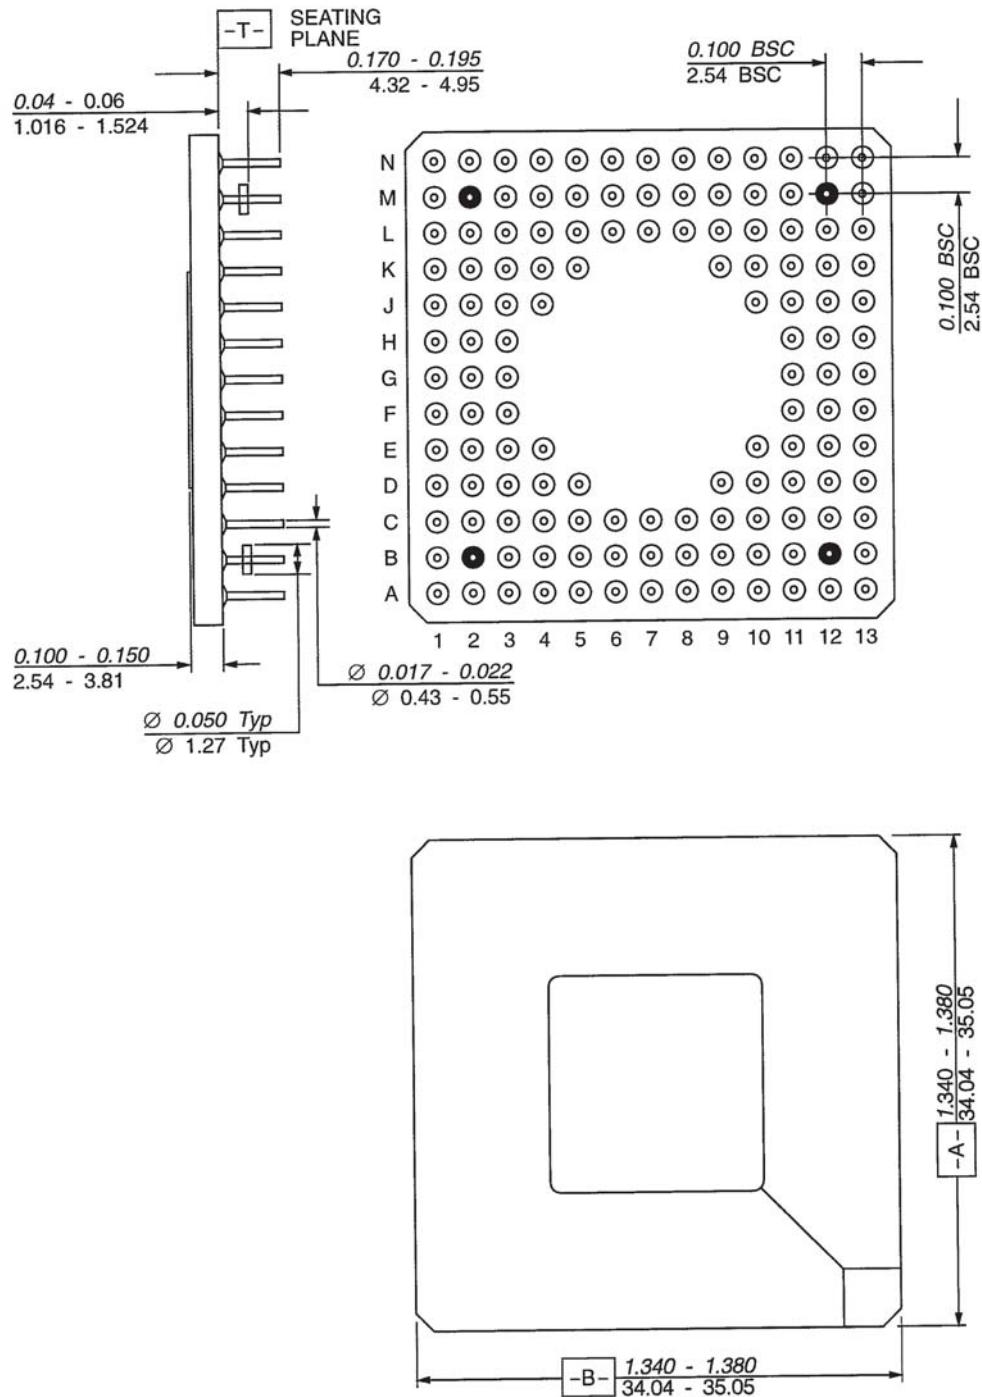 -T-
SEATING
PLANE
0.170 - 0.195
4.32 - 4.95
0.04 - 0.06
1.016 - 1.524
0.100 BSC
2.54 BSC
0.100 BSC
2.54 BSC
N
M
L
K
J
H
G
F
E
D
C
B
A
1 2 3 4 5 6 7 8 9 10 11 12 13
0.100 - 0.150
2.54 - 3.81
Ø 0.017 - 0.022
Ø 0.43 - 0.55
Ø 0.050 Typ
Ø 1.27 Typ
-A-
1.340 - 1.380
34.04 - 35.05
-B-
1.340 - 1.380
34.04 - 35.05